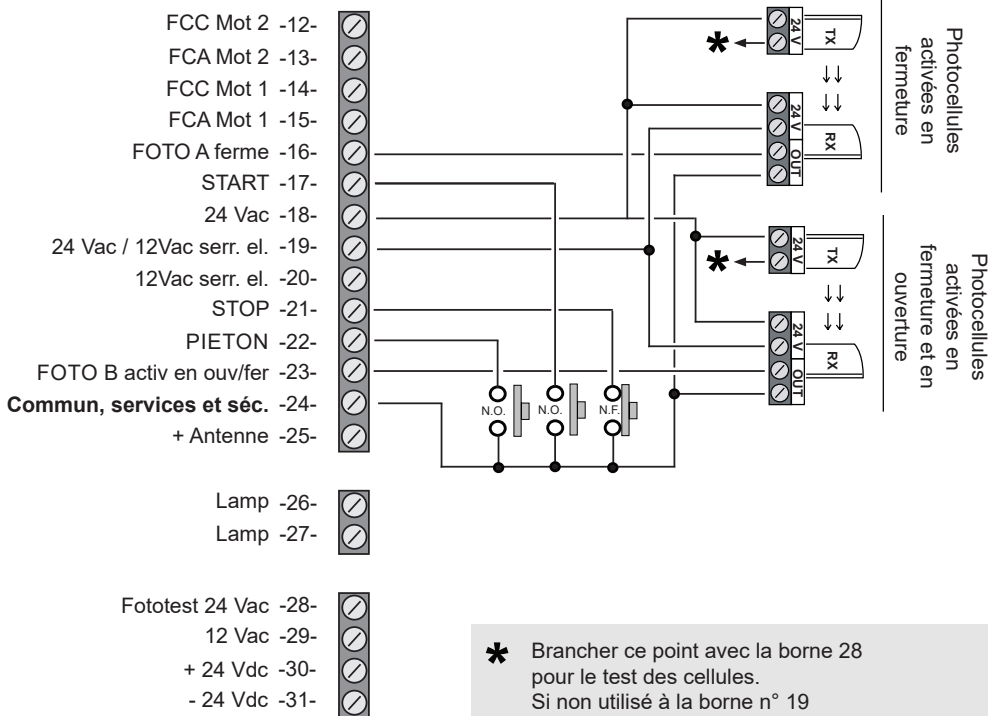 FCC Mot 2 -12-
FCA Mot 2 -13-
FCC Mot 1 -14-
FCA Mot 1 -15-
FOTO A ferme -16-
START -17-
24 Vac -18-
24 Vac / 12Vac serr. el. -19-
12Vac serr. el. -20-
STOP -21-
PIETON -22-
FOTO B activ en ouv/fer -23-
Commun, services et séc. -24-
+ Antenne -25-
Lamp -26-
Lamp -27-
Fototest 24 Vac -28-
12 Vac -29-
+ 24 Vdc -30-
- 24 Vdc -31-
N.O.
N.O.
N.F.
*
24 V
TX
24 V
OUT
RX
Photocellules
activées en
fermeture
*
24 V
TX
24 V
OUT
RX
Photocellules
activées en
fermeture et en
ouverture
* Brancher ce point avec la borne 28
pour le test des cellules.
Si non utilisé à la borne n° 19